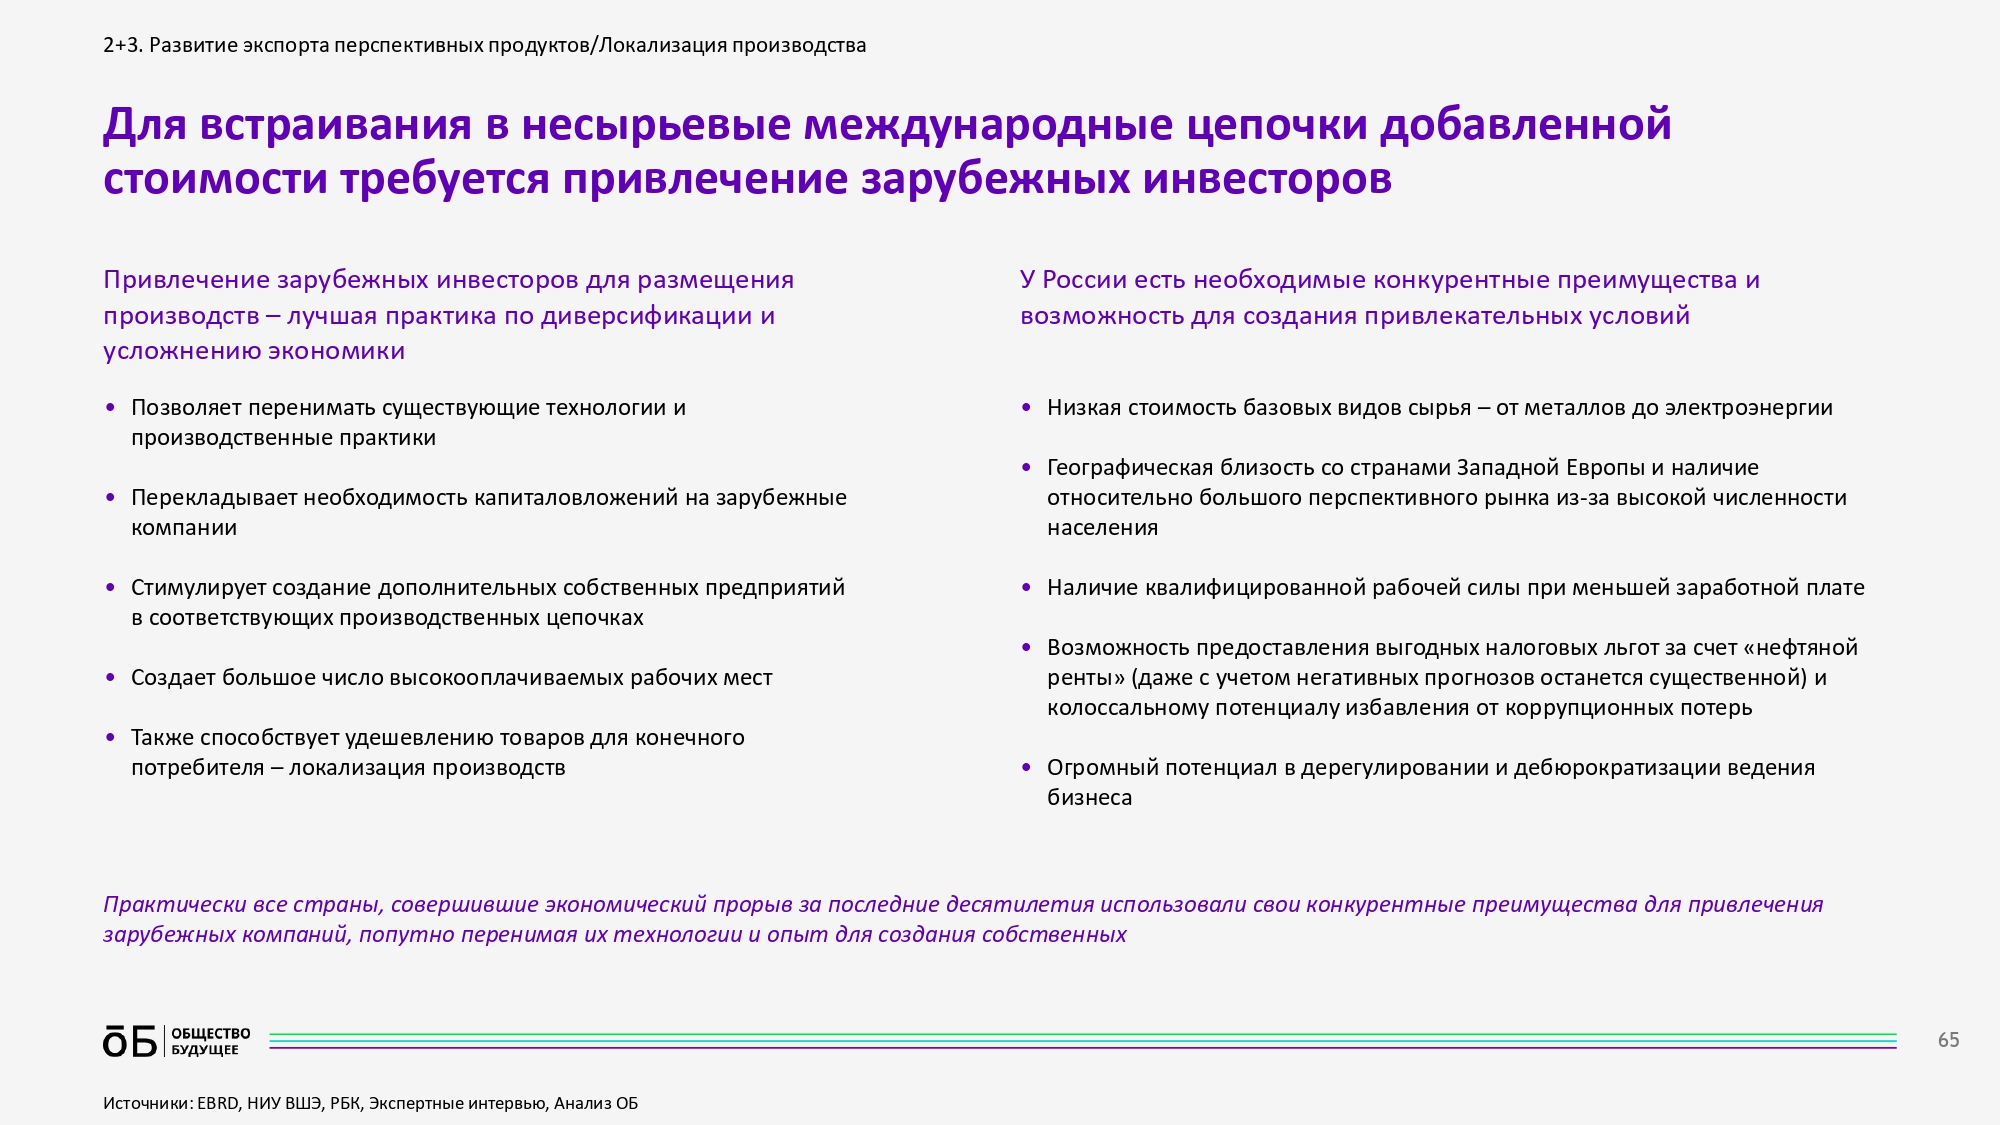 2+3. Развитие экспорта перспективных продуктов/Локализация производства
Для встраивания в несырьевые международные цепочки добавленной
стоимости требуется привлечение зарубежных инвесторов
Привлечение зарубежных инвесторов для размещения
производств – лучшая практика по диверсификации и
усложнению экономики
• Позволяет перенимать существующие технологии и
производственные практики
• Перекладывает необходимость капиталовложений на зарубежные
компании
• Стимулирует создание дополнительных собственных предприятий
в соответствующих производственных цепочках
• Создает большое число высокооплачиваемых рабочих мест
• Также способствует удешевлению товаров для конечного
потребителя – локализация производств
У России есть необходимые конкурентные преимущества и
возможность для создания привлекательных условий
• Низкая стоимость базовых видов сырья – от металлов до электроэнергии
• Географическая близость со странами Западной Европы и наличие
относительно большого перспективного рынка из-за высокой численности
населения
• Наличие квалифицированной рабочей силы при меньшей заработной плате
• Возможность предоставления выгодных налоговых льгот за счет «нефтяной
ренты» (даже с учетом негативных прогнозов останется существенной) и
колоссальному потенциалу избавления от коррупционных потерь
• Огромный потенциал в дерегулировании и дебюрократизации ведения
бизнеса
Практически все страны, совершившие экономический прорыв за последние десятилетия использовали свои конкурентные преимущества для привлечения
зарубежных компаний, попутно перенимая их технологии и опыт для создания собственных
ōБ
ОБЩЕСТВО
БУДУЩЕЕ
65
Источники: EBRD, НИУ ВШЭ, РБК, Экспертные интервью, Анализ ОБ